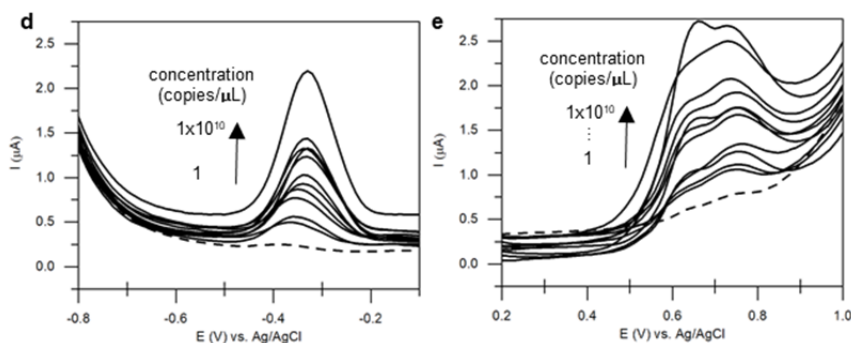 d
2.5
2.0
1.5
1.0
0.5
0.0
I (µA)
concentration
(copies/µL)
1x10¹⁰
1
-0.8
-0.6
-0.4
-0.2
E (V) vs. Ag/AgCl
e
2.5
2.0
1.5
1.0
0.5
0.0
I (µA)
concentration
(copies/µL)
1x10¹⁰
⋮
1
0.2
0.4
0.6
0.8
1.0
E (V) vs. Ag/AgCl